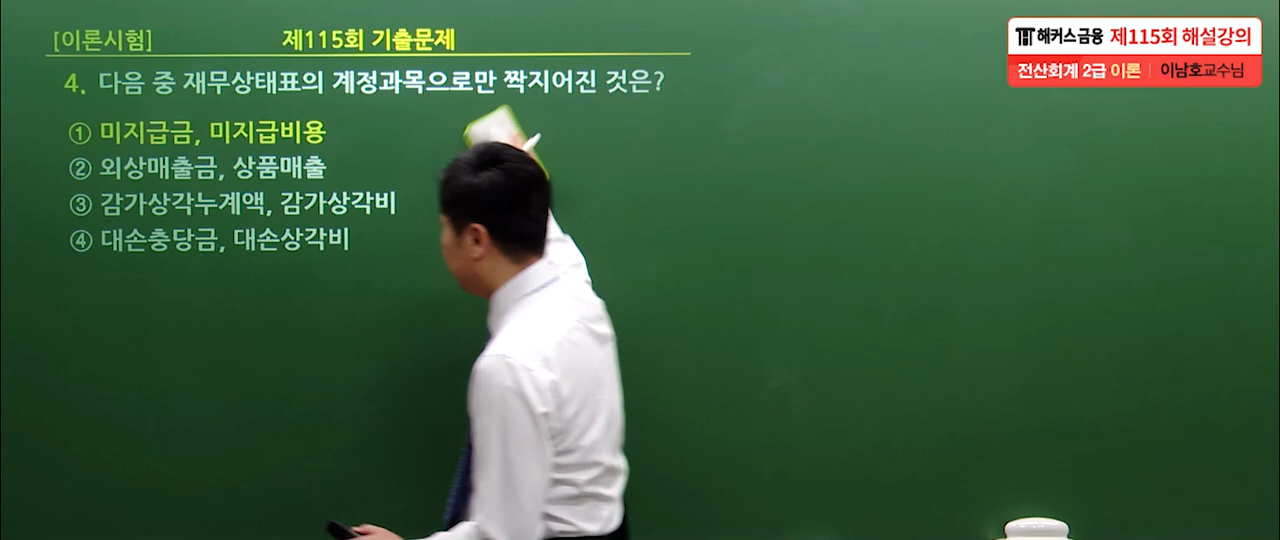 [이론시험] 제115회 기출문제
4. 다음 중 재무상태표의 계정과목으로만 짝지어진 것은?
① 미지급금, 미지급비용
② 외상매출금, 상품매출
③ 감가상각누계액, 감가상각비
④ 대손충당금, 대손상각비
해커스금융 제115회 해설강의
전산회계 2급 이론 | 이남호교수님